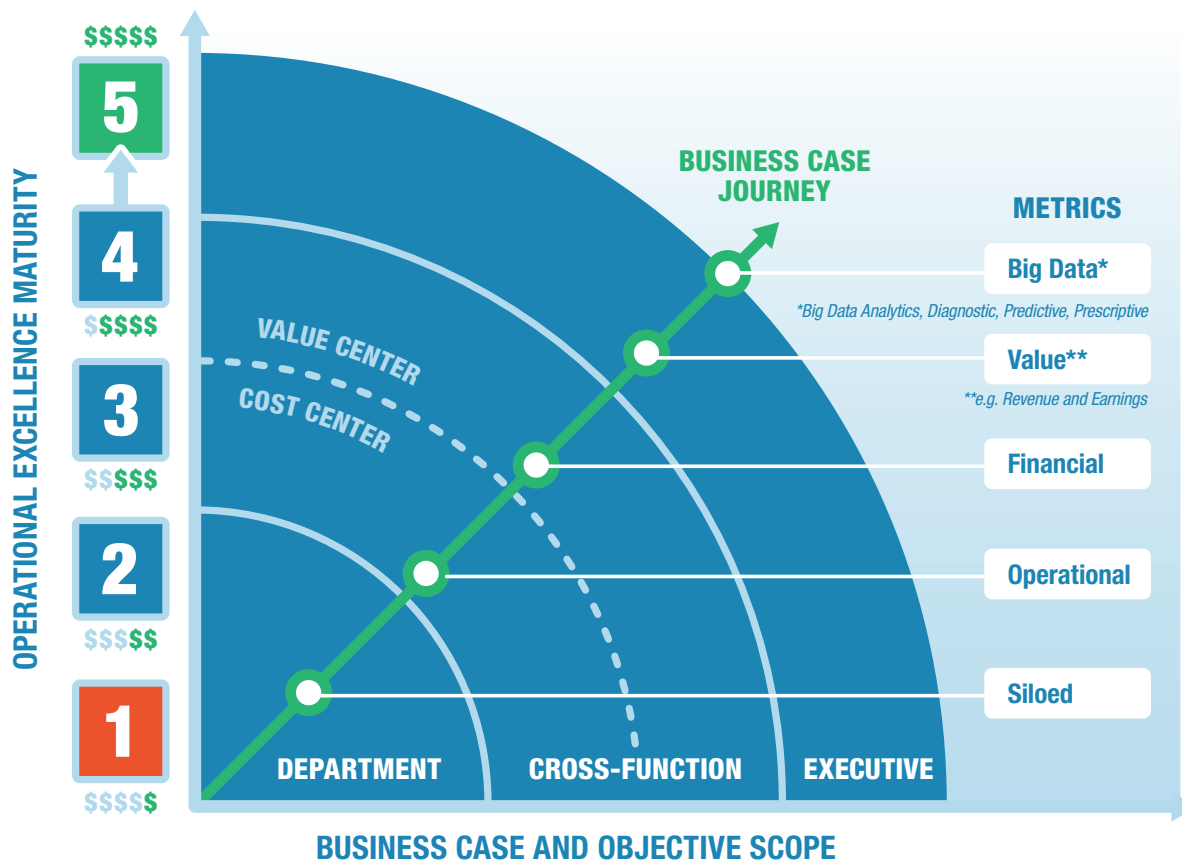 $$$$$
5
4
$$$$$
3
$$$$$
2
$$$$$
1
$$$$$
OPERATIONAL EXCELLENCE MATURITY
BUSINESS CASE
JOURNEY
VALUE CENTER
COST CENTER
DEPARTMENT
CROSS-FUNCTION
EXECUTIVE
METRICS
Big Data*
*Big Data Analytics, Diagnostic, Predictive, Prescriptive
Value**
**e.g. Revenue and Earnings
Financial
Operational
Siloed
BUSINESS CASE AND OBJECTIVE SCOPE